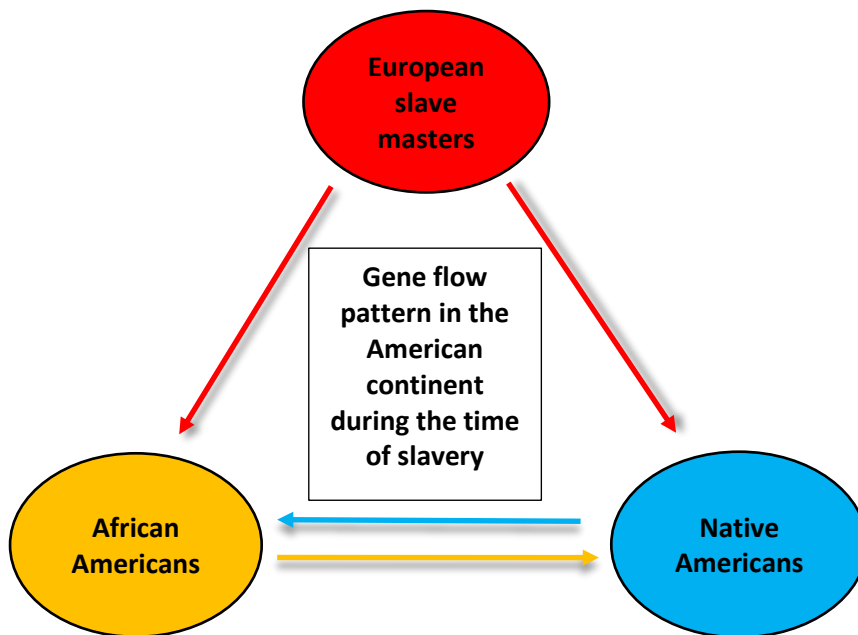 European
slave
masters
Gene flow
pattern in the
American
continent
during the time
of slavery
African
Americans
Native
Americans